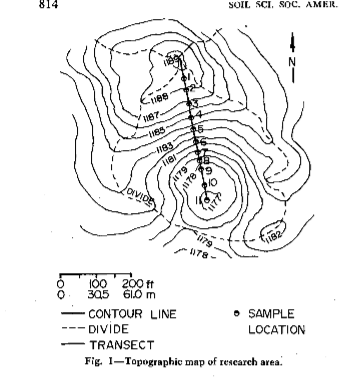 814
SOIL SCI. SOC. AMER.
N
1
1188
2
1187
3
4
1185
5
1183
6
1181
7
8
1179
9
1178
10
DIVIDE
11
1177
1182
1179
1178
0 100 200 ft
0 30.5 61.0 m
CONTOUR LINE
SAMPLE
DIVIDE
LOCATION
TRANSECT
Fig. 1—Topographic map of research area.